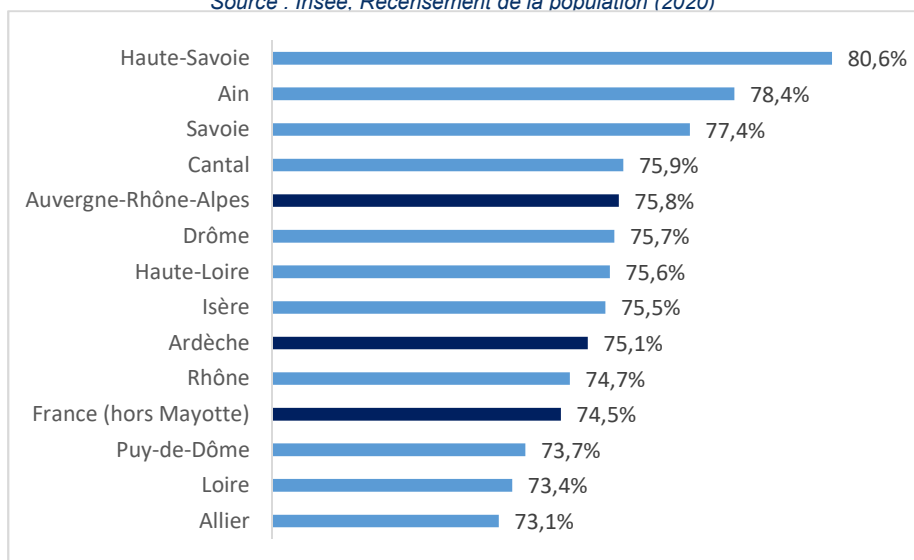 Source : Insee, Recensement de la population (2020)
Haute-Savoie 80,6%
Ain 78,4%
Savoie 77,4%
Cantal 75,9%
Auvergne-Rhône-Alpes 75,8%
Drôme 75,7%
Haute-Loire 75,6%
Isère 75,5%
Ardèche 75,1%
Rhône 74,7%
France (hors Mayotte) 74,5%
Puy-de-Dôme 73,7%
Loire 73,4%
Allier 73,1%